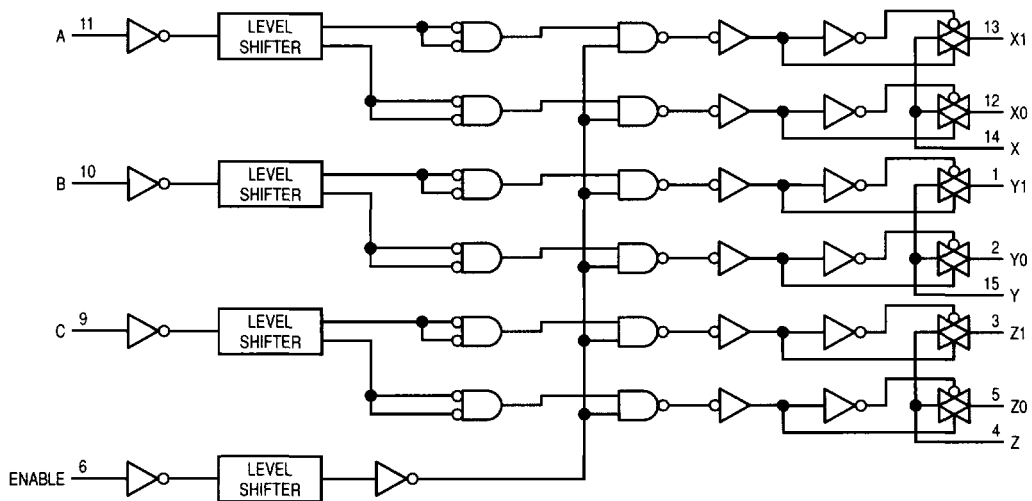 A 11 LEVEL SHIFTER 13 X1
12 X0
14 X
B 10 LEVEL SHIFTER 1 Y1
2 Y0
15 Y
C 9 LEVEL SHIFTER 3 Z1
5 Z0
4 Z
ENABLE 6 LEVEL SHIFTER